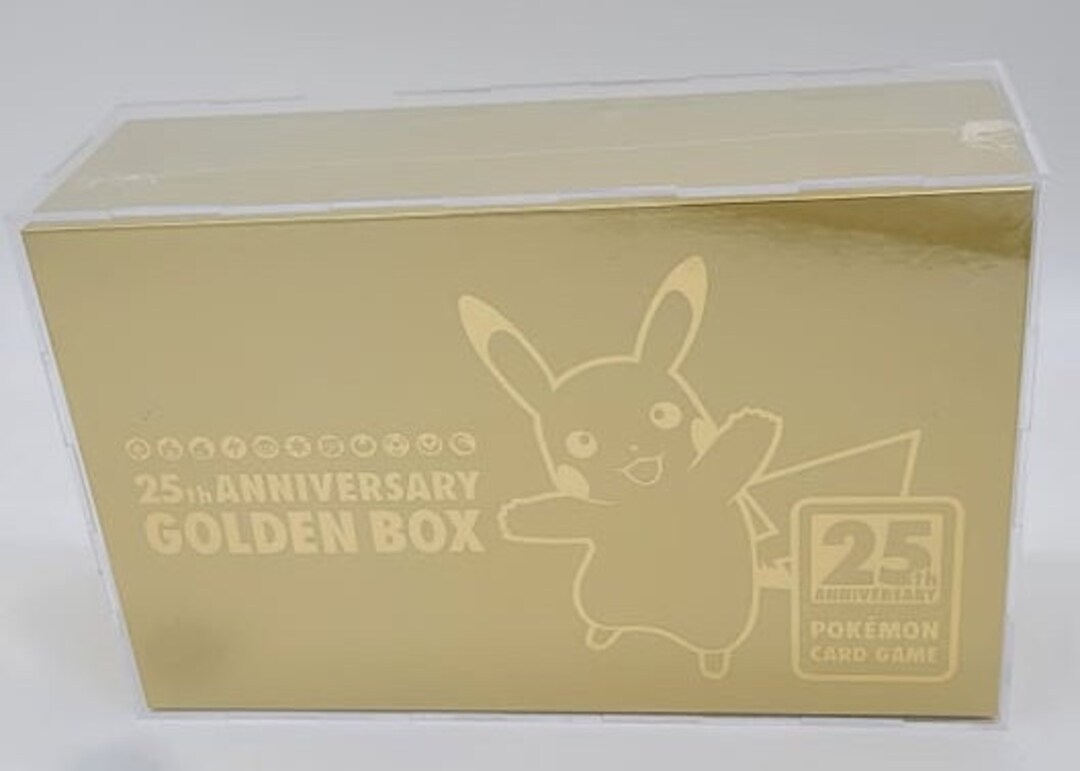 25th ANNIVERSARY
GOLDEN BOX
25th
ANNIVERSARY
POKÉMON
CARD GAME